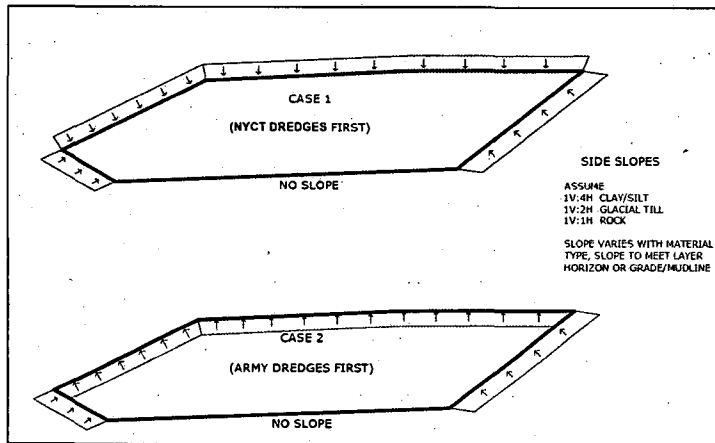 CASE 1
(NYCT DREDGES FIRST)
NO SLOPE
SIDE SLOPES
ASSUME
1V:4H CLAY/SILT
1V:2H GLACIAL TILL
1V:1H ROCK
SLOPE VARIES WITH MATERIAL
TYPE, SLOPE TO MEET LAYER
HORIZON OR GRADE/MUDLINE
CASE 2
(ARMY DREDGES FIRST)
NO SLOPE